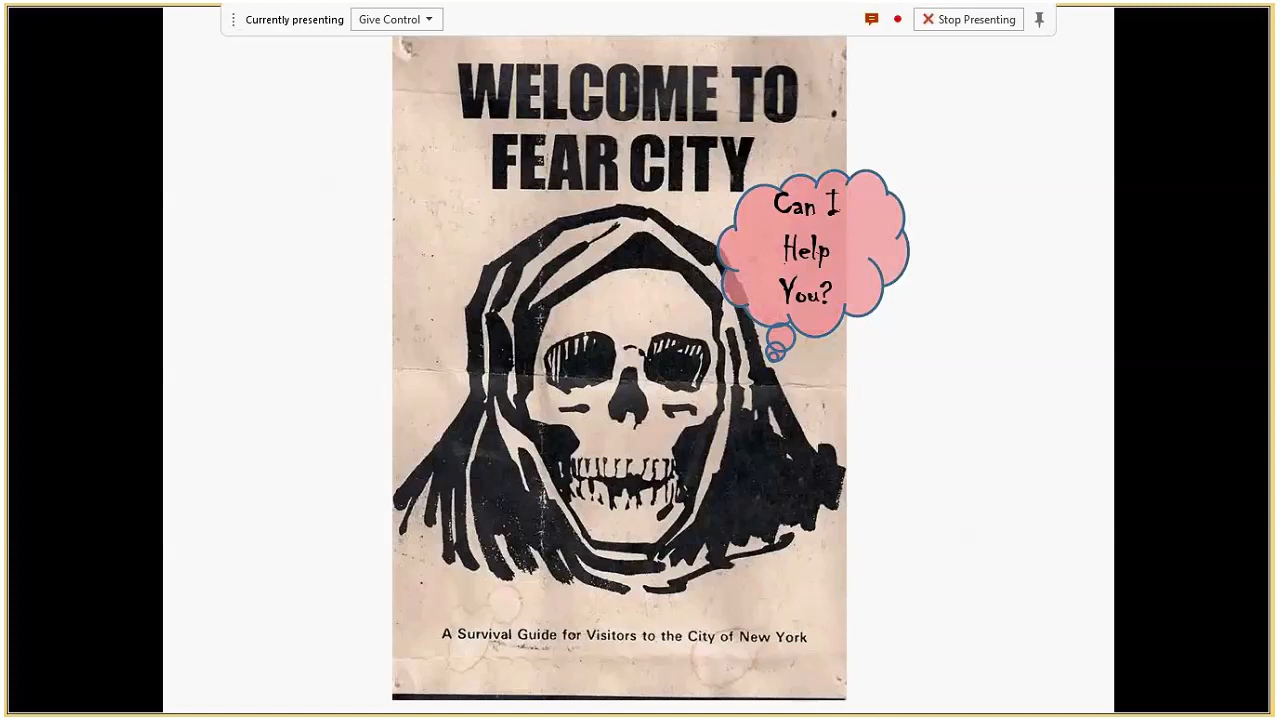 Currently presenting
Give Control
Stop Presenting
WELCOME TO
FEAR CITY
Can I
Help
You?
A Survival Guide for Visitors to the City of New York